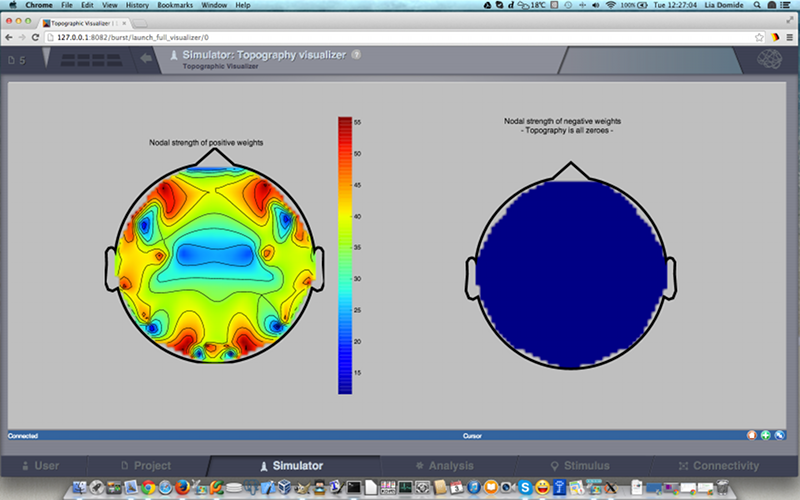 Chrome File Edit View History Bookmarks Window Help
18°C 100% Tue 12:27:04 Lia Domide
Topographic Visualizer |
127.0.0.1:8082/burst/launch_full_visualizer/0
5
Simulator: Topography visualizer ?
Topographic Visualizer
Nodal strength of positive weights
55
50
45
40
35
30
25
20
15
Nodal strength of negative weights
- Topography is all zeroes -
Connected Cursor
User Project Simulator Analysis Stimulus Connectivity